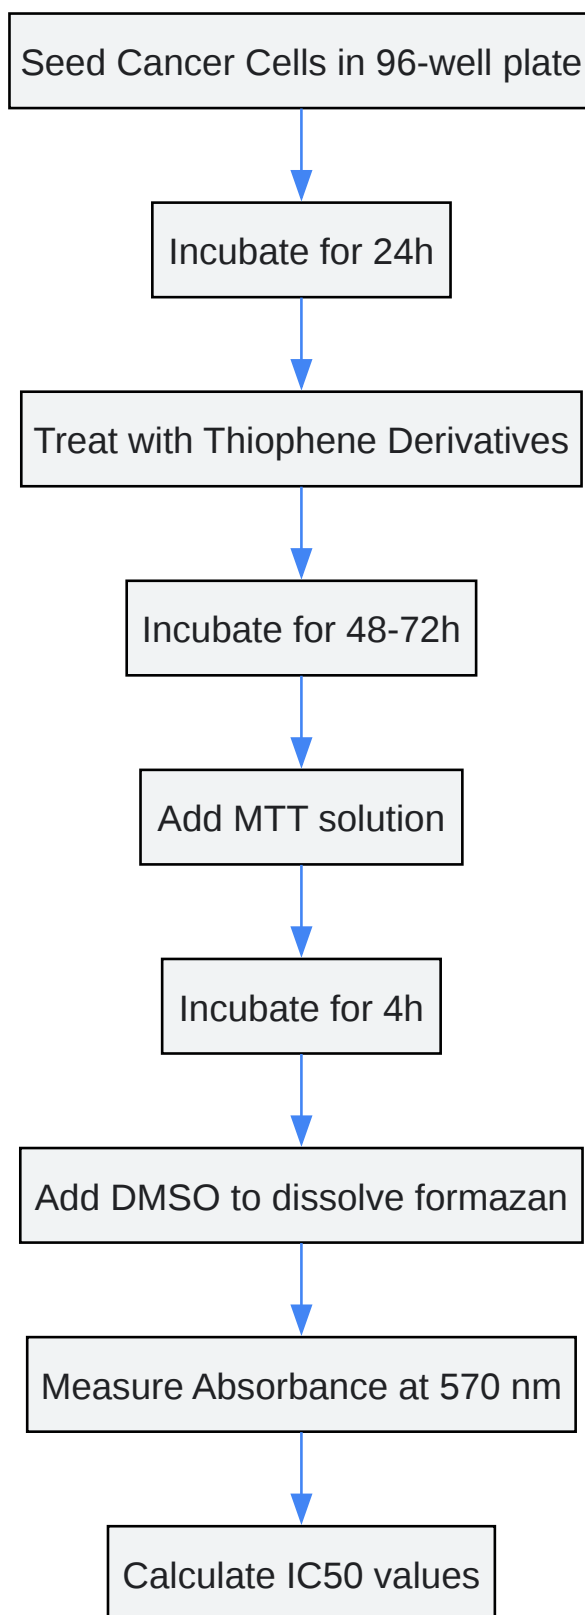 Seed Cancer Cells in 96-well plate
Incubate for 24h
Treat with Thiophene Derivatives
Incubate for 48-72h
Add MTT solution
Incubate for 4h
Add DMSO to dissolve formazan
Measure Absorbance at 570 nm
Calculate IC50 values